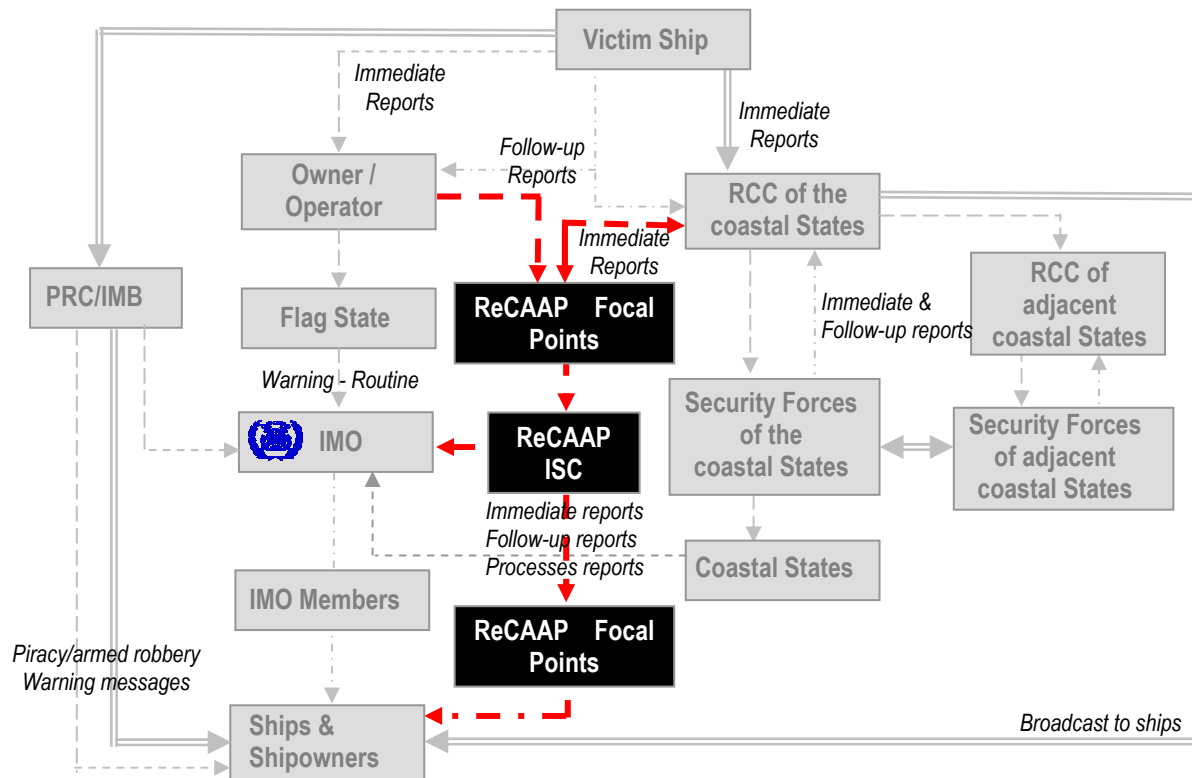 Victim Ship
Immediate
Reports
Immediate
Reports
Follow-up
Reports
Owner /
Operator
RCC of the
coastal States
Immediate
Reports
PRC/IMB
Flag State
ReCAAP Focal
Points
Immediate &
Follow-up reports
RCC of
adjacent
coastal States
Warning - Routine
IMO
ReCAAP
ISC
Security Forces
of the
coastal States
Security Forces
of adjacent
coastal States
Immediate reports
Follow-up reports
Processes reports
Coastal States
IMO Members
ReCAAP Focal
Points
Piracy/armed robbery
Warning messages
Ships &
Shipowners
Broadcast to ships